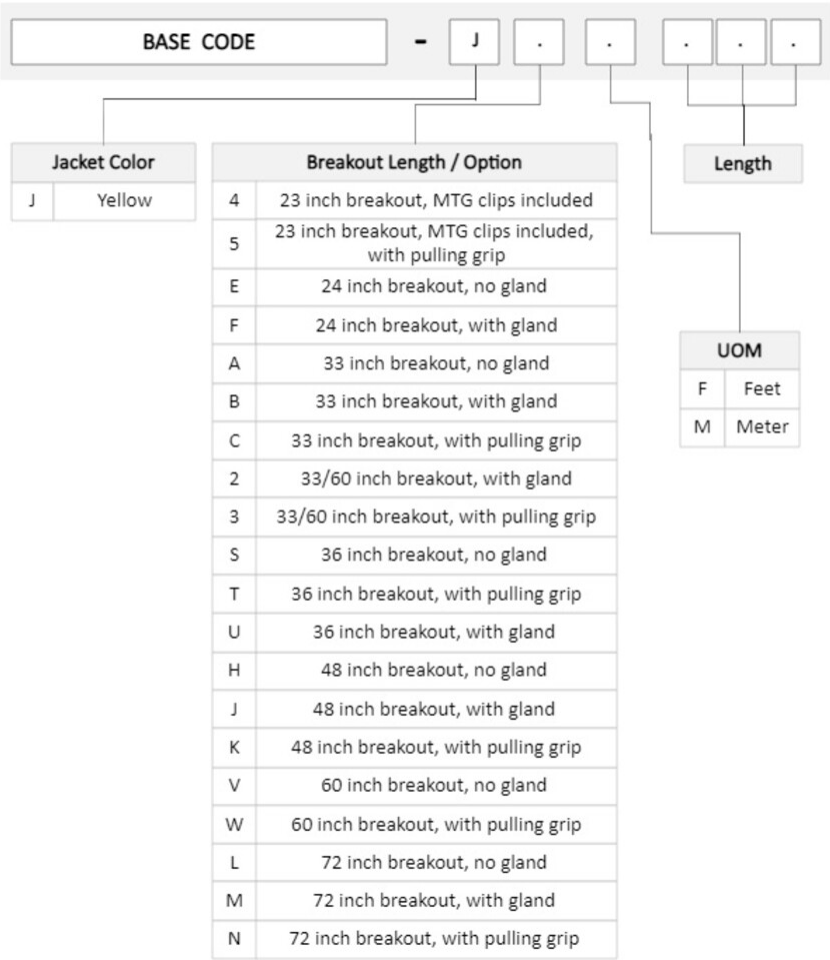 BASE CODE - J . . . . .
Jacket Color
J Yellow
Breakout Length / Option
4 23 inch breakout, MTG clips included
5 23 inch breakout, MTG clips included,
with pulling grip
E 24 inch breakout, no gland
F 24 inch breakout, with gland
A 33 inch breakout, no gland
B 33 inch breakout, with gland
C 33 inch breakout, with pulling grip
2 33/60 inch breakout, with gland
3 33/60 inch breakout, with pulling grip
S 36 inch breakout, no gland
T 36 inch breakout, with pulling grip
U 36 inch breakout, with gland
H 48 inch breakout, no gland
J 48 inch breakout, with gland
K 48 inch breakout, with pulling grip
V 60 inch breakout, no gland
W 60 inch breakout, with pulling grip
L 72 inch breakout, no gland
M 72 inch breakout, with gland
N 72 inch breakout, with pulling grip
Length
UOM
F Feet
M Meter